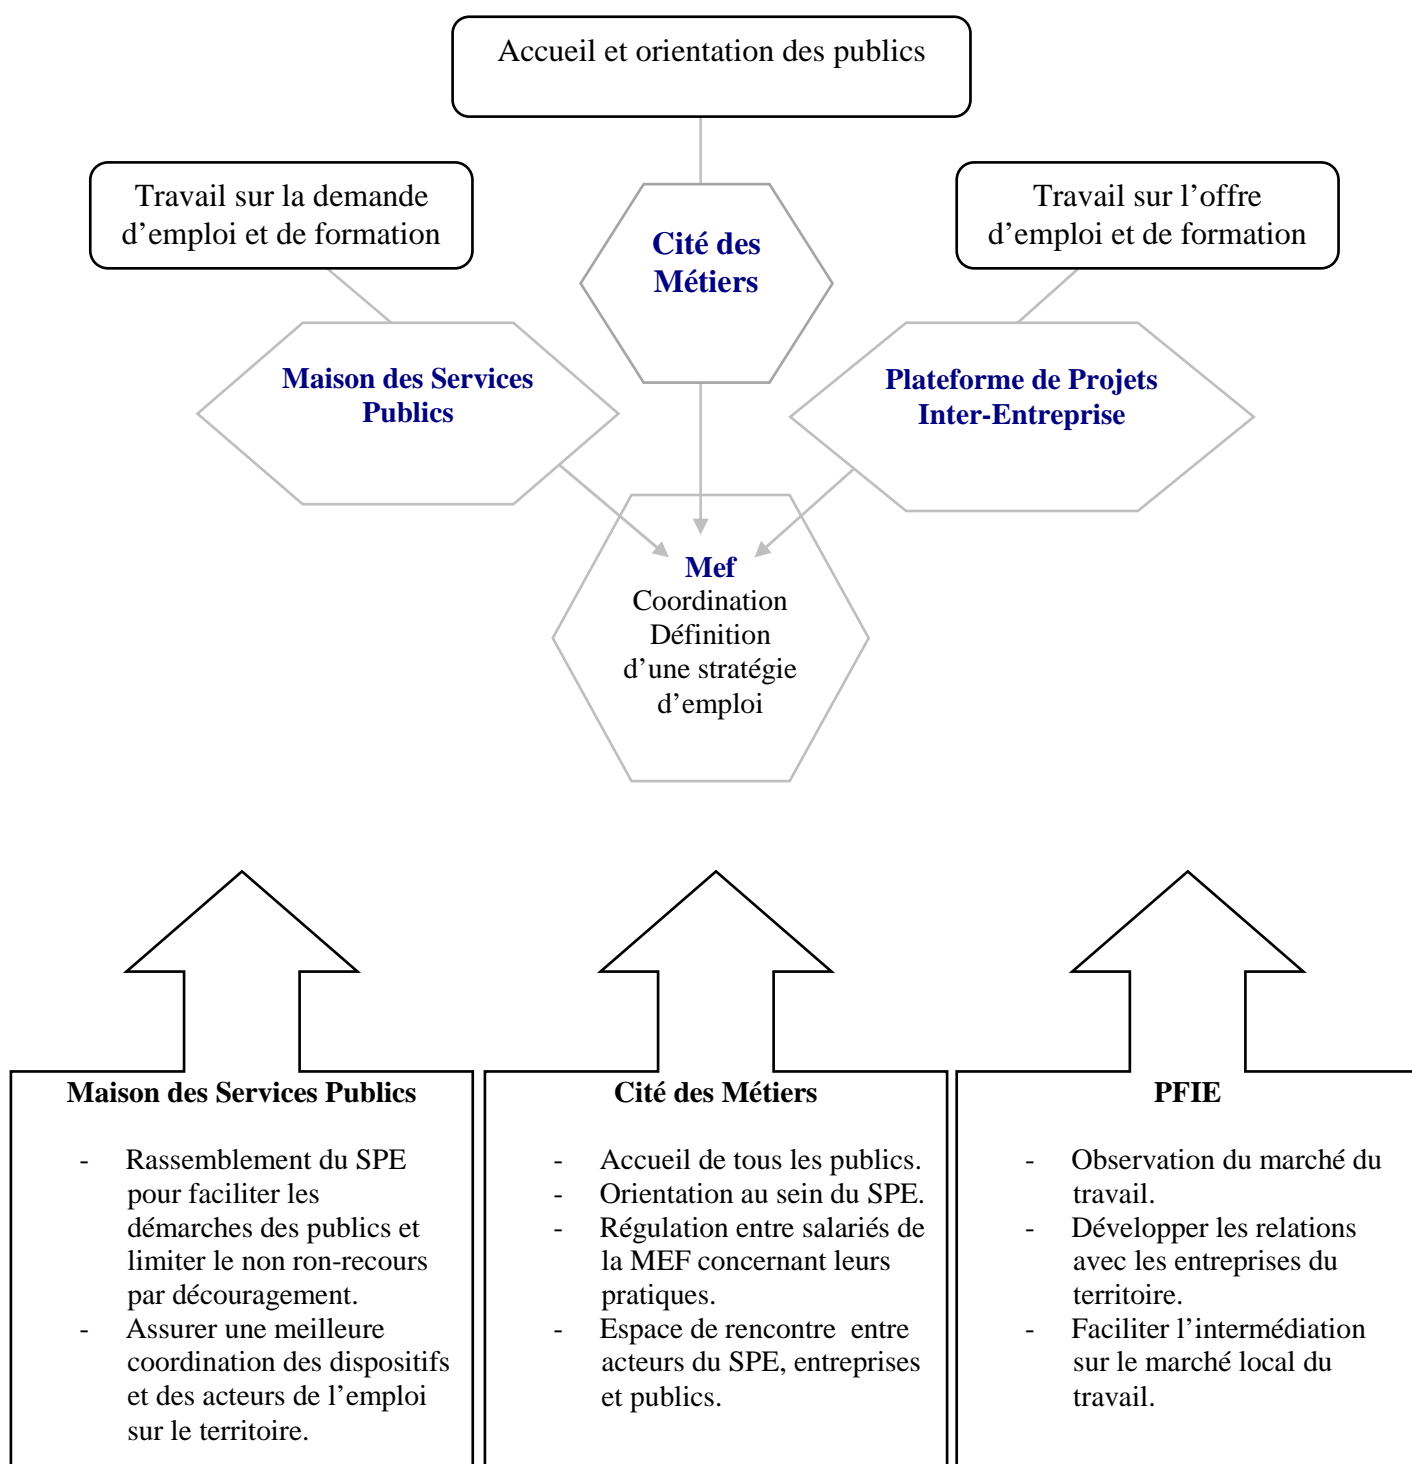 Accueil et orientation des publics
Travail sur la demande
d’emploi et de formation
Travail sur l’offre
d’emploi et de formation
Cité des
Métiers
Maison des Services
Publics
Plateforme de Projets
Inter-Entreprise
Mef
Coordination
Définition
d’une stratégie
d’emploi
Maison des Services Publics
- Rassemblement du SPE
pour faciliter les
démarches des publics et
limiter le non ron-recours
par découragement.
- Assurer une meilleure
coordination des dispositifs
et des acteurs de l’emploi
sur le territoire.
Cité des Métiers
- Accueil de tous les publics.
- Orientation au sein du SPE.
- Régulation entre salariés de
la MEF concernant leurs
pratiques.
- Espace de rencontre entre
acteurs du SPE, entreprises
et publics.
PFIE
- Observation du marché du
travail.
- Développer les relations
avec les entreprises du
territoire.
- Faciliter l’intermédiation
sur le marché local du
travail.